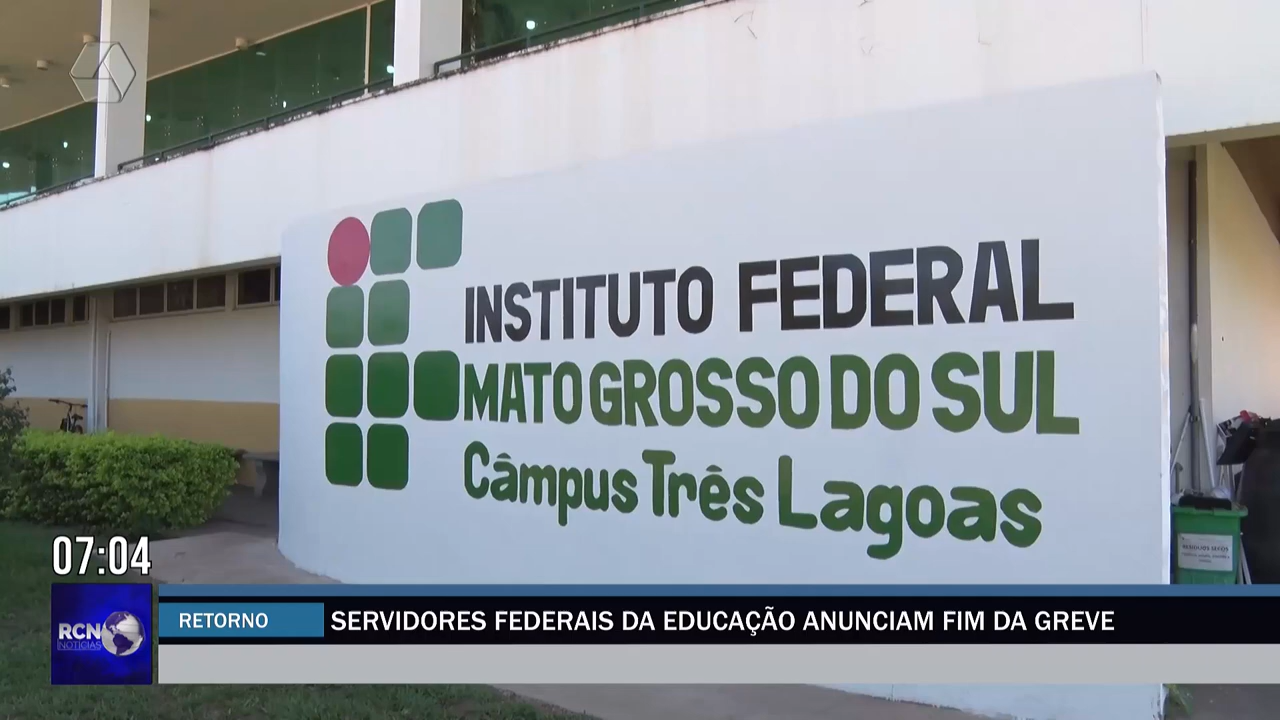 INSTITUTO FEDERAL
MATO GROSSO DO SUL
Câmpus Três Lagoas
07:04
RCN
NOTÍCIAS
RETORNO
SERVIDORES FEDERAIS DA EDUCAÇÃO ANUNCIAM FIM DA GREVE